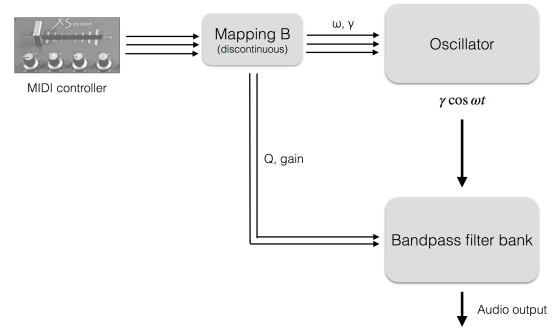 Mapping B
(discontinuous)
ω, γ
Oscillator
MIDI controller
γ cos ωt
Q, gain
Bandpass filter bank
Audio output